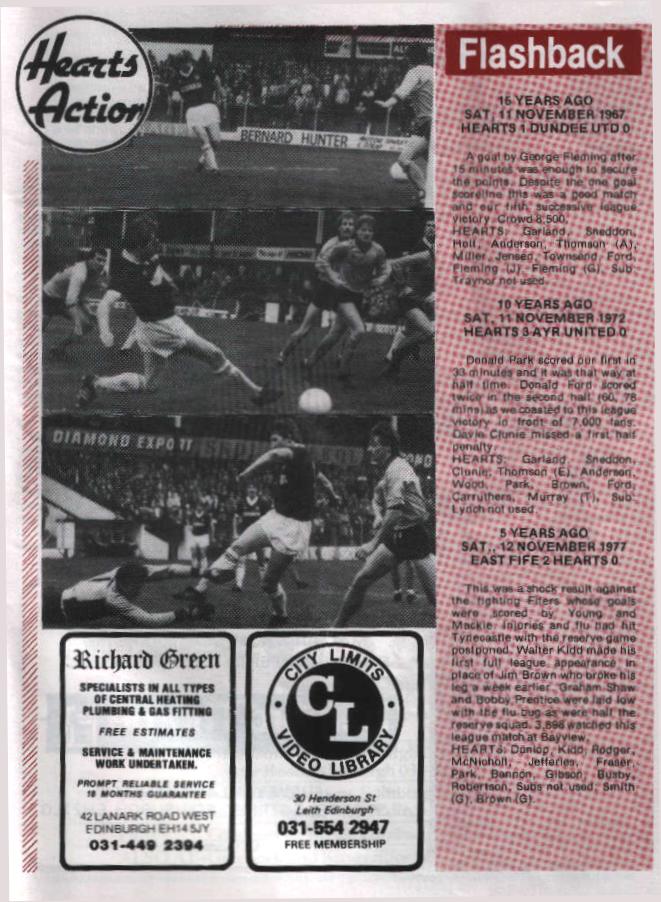 Hearts
Action
BERNARD HUNTER
DIAMOND EXPORT
Flashback
15 YEARS AGO
SAT, 11 NOVEMBER 1967
HEARTS 1 DUNDEE UTD 0
A goal by George Fleming after
15 minutes was enough to secure
the points. Despite the one goal
scoreline this was a good match
and our fifth successive league
victory. Crowd 8,500.
HEARTS: Garland, Sneddon,
Holt, Anderson, Thomson (A),
Miller, Jensen, Townsend, Ford,
Fleming (J), Fleming (G). Sub:
Traynor not used.
10 YEARS AGO
SAT, 11 NOVEMBER 1972
HEARTS 3 AYR UNITED 0
Donald Park scored our first in
33 minutes and it was that way at
half time. Donald Ford scored
twice in the second half (60, 78
mins) as we coasted to this league
victory in front of 7,000 fans.
Davie Clunie missed a first half
penalty.
HEARTS: Garland, Sneddon,
Clunie, Thomson (E), Anderson,
Wood, Park, Brown, Ford,
Carruthers, Murray (T), Sub:
Lynch not used.
5 YEARS AGO
SAT., 12 NOVEMBER 1977
EAST FIFE 2 HEARTS 0
This was a shock result against
the fighting Fifers whose goals
were scored by Young and
Mackie. Injuries and flu had hit
Tynecastle with the reserve game
postponed. Walter Kidd made his
first full league appearance in
place of Jim Brown who broke his
leg a week earlier. Graham Shaw
and Bobby Prentice were laid low
with the flu bug as were half the
reserve squad. 3,898 watched this
league match at Bayview.
HEARTS: Dunlop, Kidd, Rodger,
McNicholl, Jefferies, Fraser,
Park, Bannon, Gibson, Busby,
Robertson, Subs not used: Smith
(G), Brown (G).
Richard Green
SPECIALISTS IN ALL TYPES
OF CENTRAL HEATING
PLUMBING & GAS FITTING
FREE ESTIMATES
SERVICE & MAINTENANCE
WORK UNDERTAKEN.
PROMPT RELIABLE SERVICE
18 MONTHS GUARANTEE
42 LANARK ROAD WEST
EDINBURGH EH14 5JY
031-449 2394
CITY LIMITS
CL
VIDEO LIBRARY
30 Henderson St
Leith Edinburgh
031-554 2947
FREE MEMBERSHIP